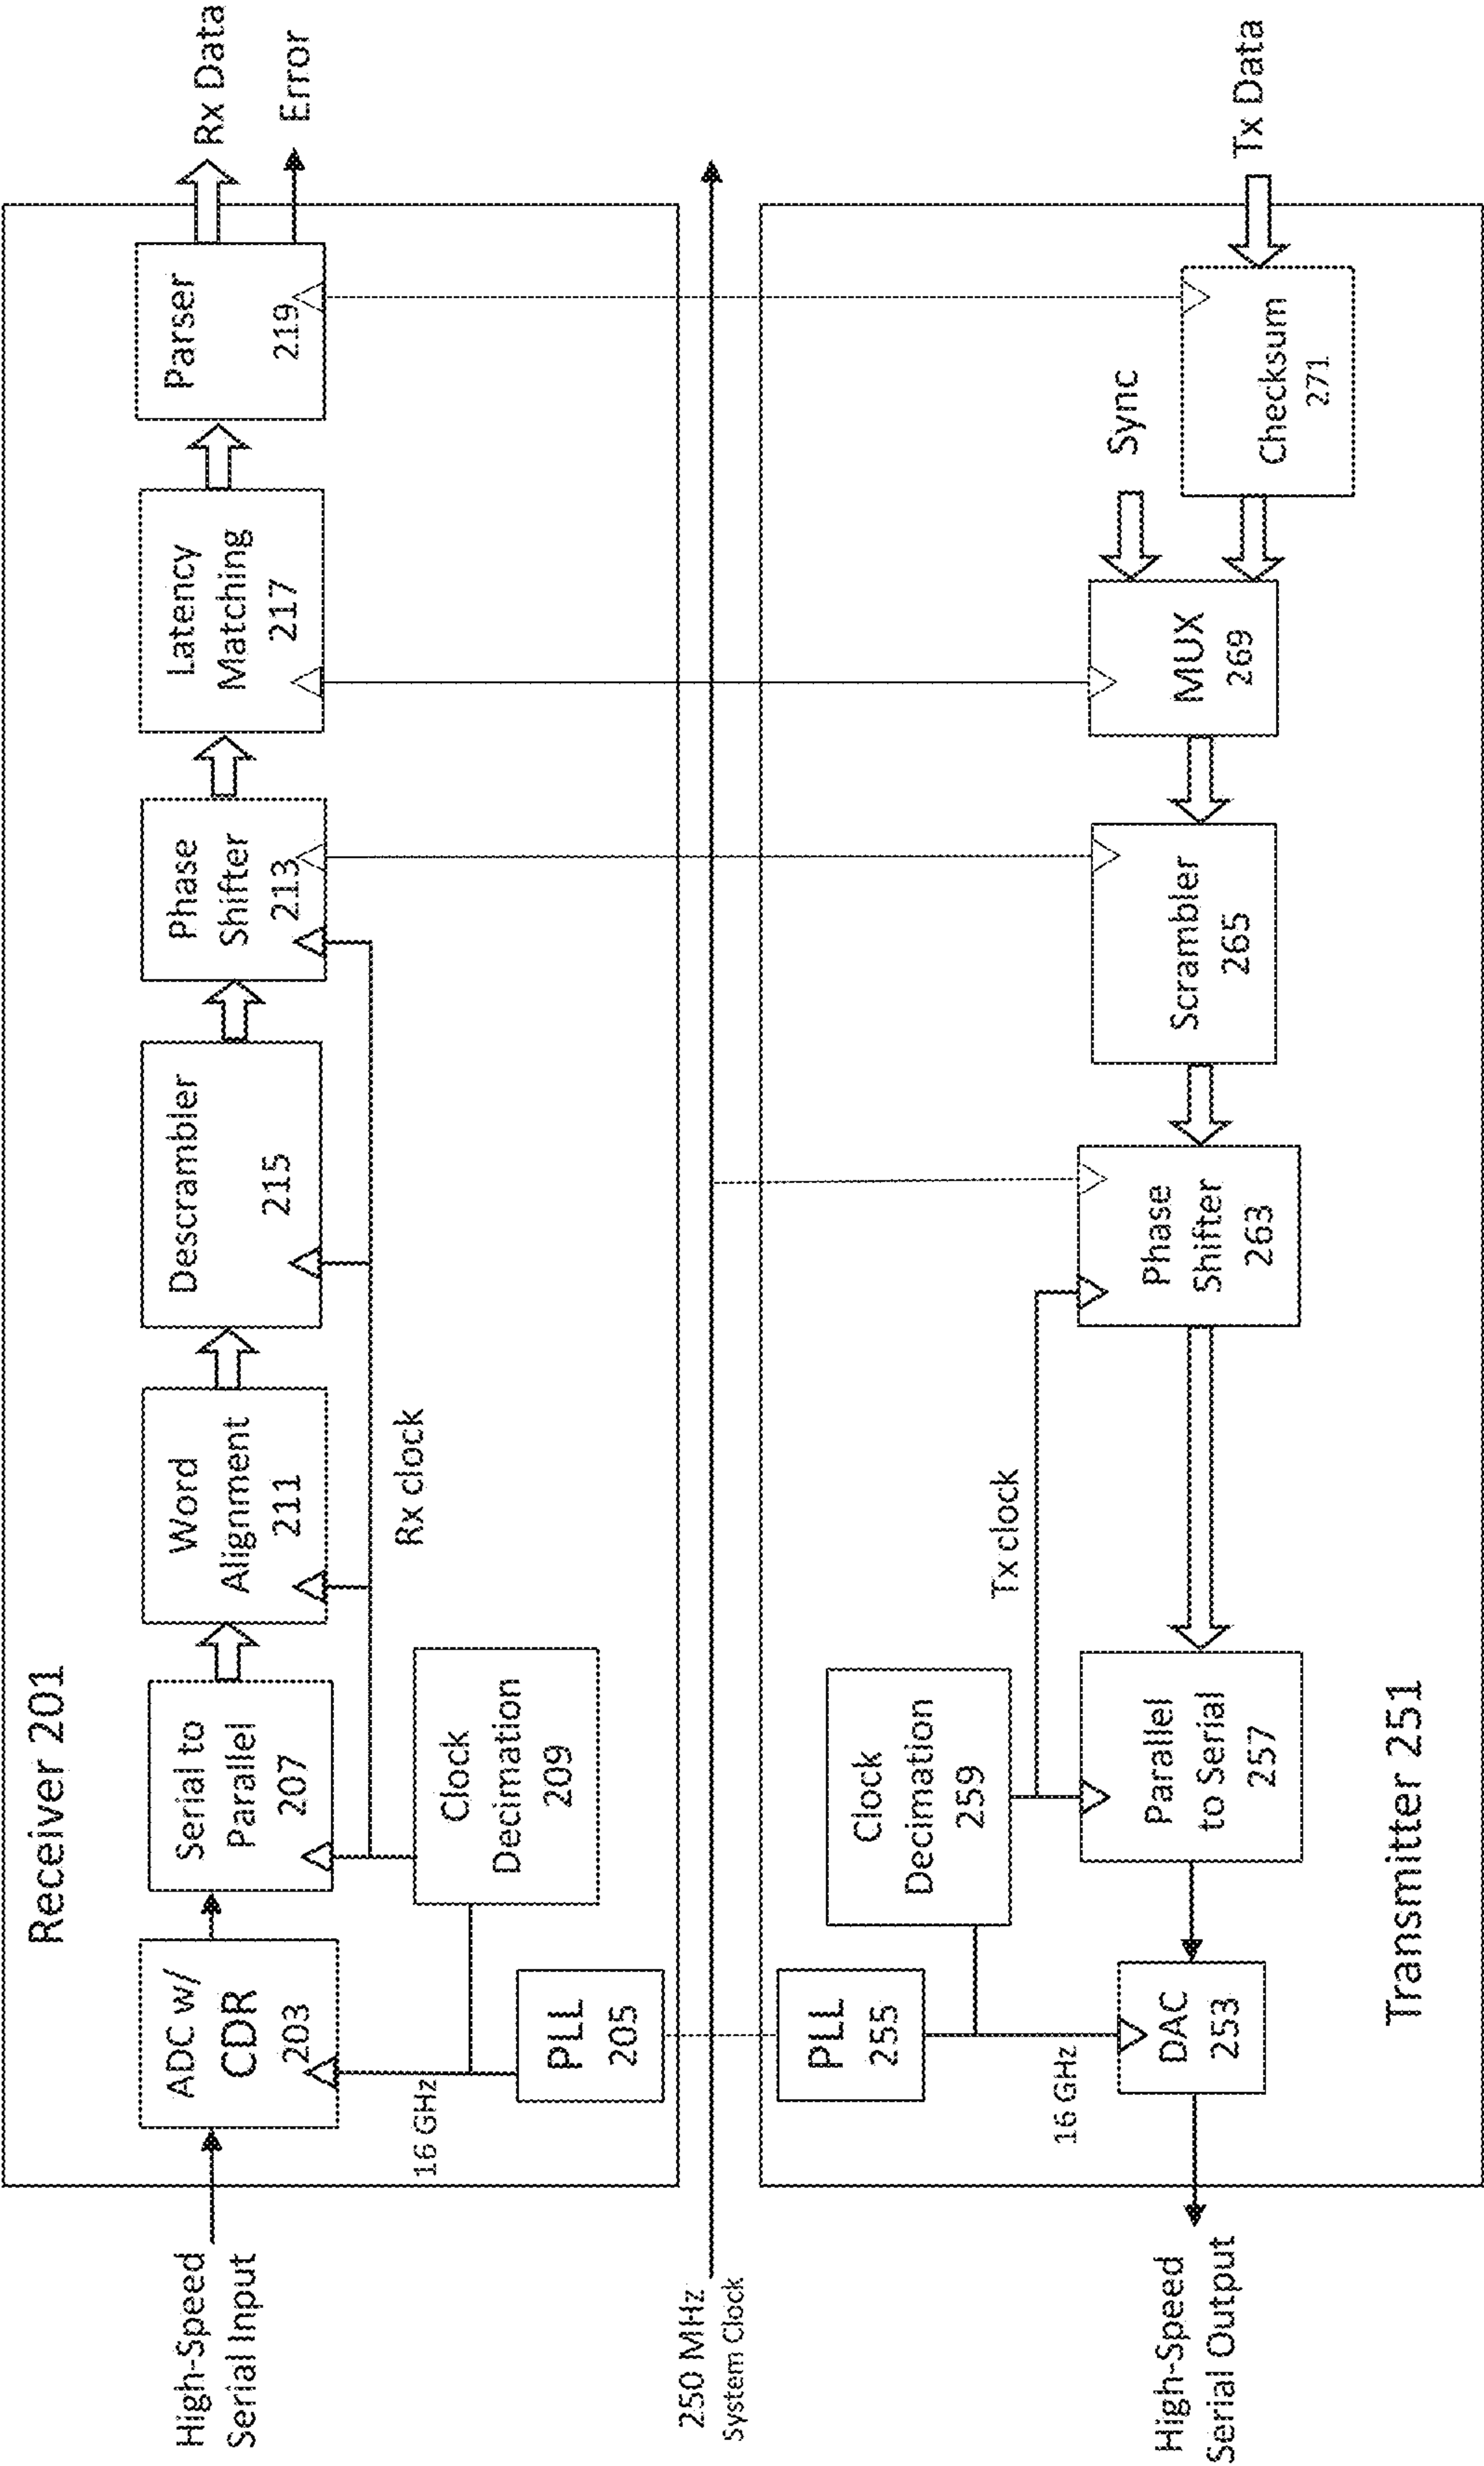 Receiver 201
High-Speed
Serial Input
ADC w/
CDR
203
Serial to
Parallel
207
Word
Alignment
211
Descrambler
215
Phase
Shifter
213
Latency
Matching
217
Parser
219
Rx Data
Error
16 GHz
PLL
205
Clock
Decimation
209
Rx clock
250 MHz
System Clock
PLL
255
Clock
Decimation
259
Tx clock
16 GHz
High-Speed
Serial Output
DAC
253
Parallel
to Serial
257
Phase
Shifter
263
Scrambler
265
MUX
269
Sync
Checksum
271
Tx Data
Transmitter 251